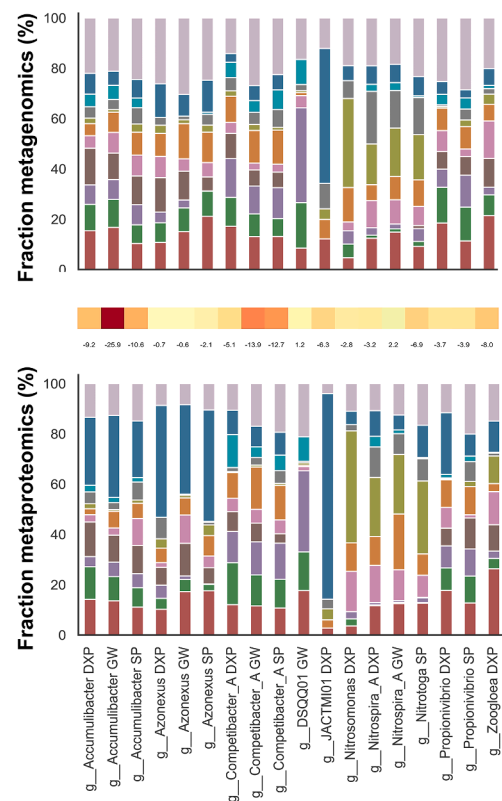 Fraction metagenomics (%)
100
80
60
40
20
0
-9.2 -25.9 -10.6 -0.7 -0.6 -2.1 -5.1 -13.9 -12.7 1.2 -6.3 -2.8 -3.2 2.2 -6.9 -3.7 -3.9 -8.0
Fraction metaproteomics (%)
100
80
60
40
20
0
g__Accumulibacter DXP
g__Accumulibacter GW
g__Accumulibacter SP
g__Azonexus DXP
g__Azonexus GW
g__Azonexus SP
g__Competibacter_A DXP
g__Competibacter_A GW
g__Competibacter_A SP
g__DSQQ01 GW
g__JACTMI01 DXP
g__Nitrosomonas DXP
g__Nitrospira_A DXP
g__Nitrospira_A GW
g__Nitrotoga SP
g__Propionivibrio DXP
g__Propionivibrio SP
g__Zoogloea DXP